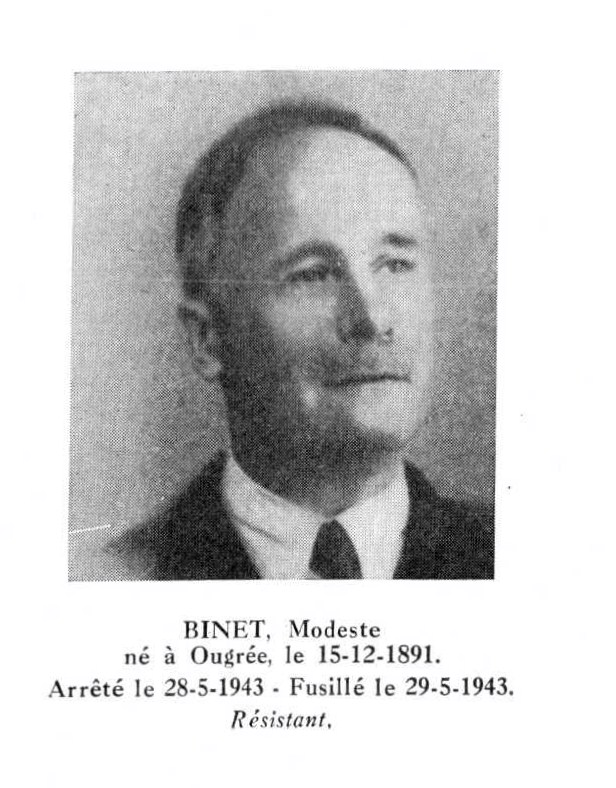 BINET, Modeste
né à Ougrée, le 15-12-1891.
Arrêté le 28-5-1943 - Fusillé le 29-5-1943.
Résistant.